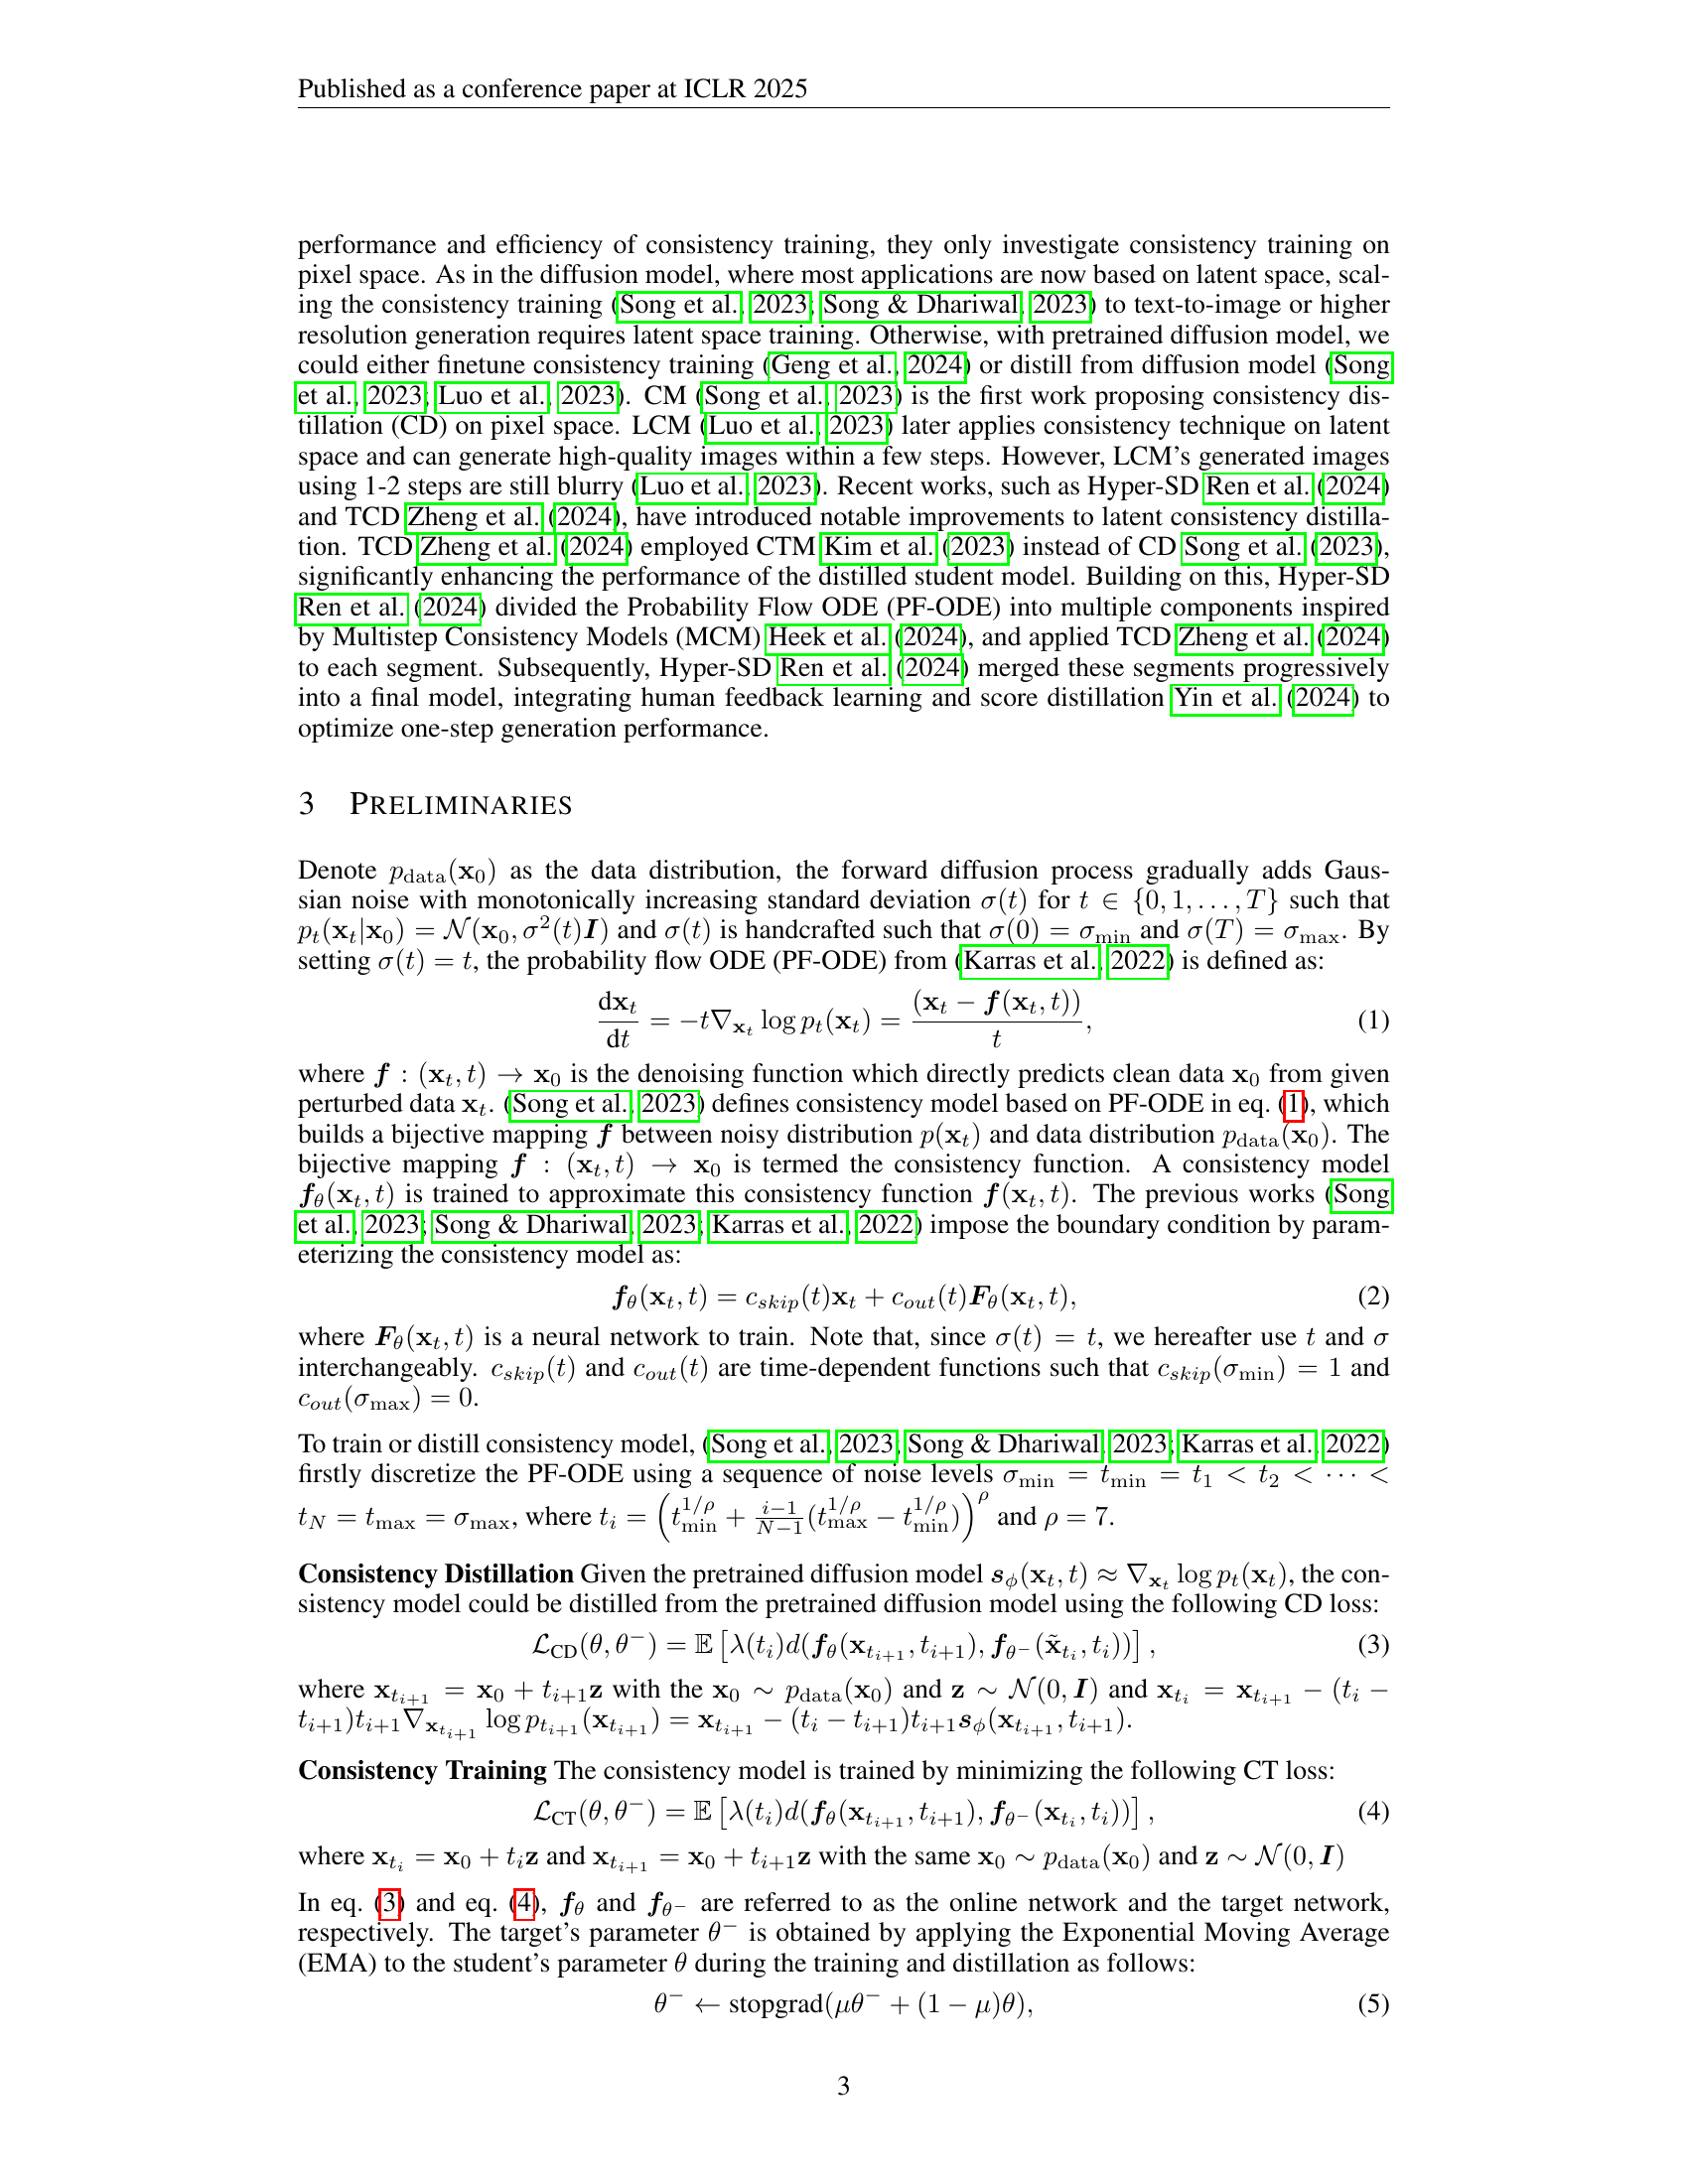 Published as a conference paper at ICLR 2025
performance and efficiency of consistency training, they only investigate consistency training on
pixel space. As in the diffusion model, where most applications are now based on latent space, scal-
ing the consistency training (Song et al., 2023; Song & Dhariwal, 2023) to text-to-image or higher
resolution generation requires latent space training. Otherwise, with pretrained diffusion model, we
could either finetune consistency training (Geng et al., 2024) or distill from diffusion model (Song
et al., 2023; Luo et al., 2023). CM (Song et al., 2023) is the first work proposing consistency dis-
tillation (CD) on pixel space. LCM (Luo et al., 2023) later applies consistency technique on latent
space and can generate high-quality images within a few steps. However, LCM's generated images
using 1-2 steps are still blurry (Luo et al., 2023). Recent works, such as Hyper-SD Ren et al. (2024)
and TCD Zheng et al. (2024), have introduced notable improvements to latent consistency distilla-
tion. TCD Zheng et al. (2024) employed CTM Kim et al. (2023) instead of CD Song et al. (2023),
significantly enhancing the performance of the distilled student model. Building on this, Hyper-SD
Ren et al. (2024) divided the Probability Flow ODE (PF-ODE) into multiple components inspired
by Multistep Consistency Models (MCM) Heek et al. (2024), and applied TCD Zheng et al. (2024)
to each segment. Subsequently, Hyper-SD Ren et al. (2024) merged these segments progressively
into a final model, integrating human feedback learning and score distillation Yin et al. (2024) to
optimize one-step generation performance.
3 PRELIMINARIES
Denote $p_{\text{data}}(\mathbf{x}_0)$ as the data distribution, the forward diffusion process gradually adds Gaus-
sian noise with monotonically increasing standard deviation $\sigma(t)$ for $t \in \{0, 1, \ldots, T\}$ such that
$p_t(\mathbf{x}_t|\mathbf{x}_0) = \mathcal{N}(\mathbf{x}_0, \sigma^2(t)\boldsymbol{I})$ and $\sigma(t)$ is handcrafted such that $\sigma(0) = \sigma_{\min}$ and $\sigma(T) = \sigma_{\max}$. By
setting $\sigma(t) = t$, the probability flow ODE (PF-ODE) from (Karras et al., 2022) is defined as:
$\frac{\mathrm{d}\mathbf{x}_t}{\mathrm{d}t} = -t\nabla_{\mathbf{x}_t} \log p_t(\mathbf{x}_t) = \frac{(\mathbf{x}_t - \boldsymbol{f}(\mathbf{x}_t, t))}{t},$ (1)
where $\boldsymbol{f} : (\mathbf{x}_t, t) \to \mathbf{x}_0$ is the denoising function which directly predicts clean data $\mathbf{x}_0$ from given
perturbed data $\mathbf{x}_t$. (Song et al., 2023) defines consistency model based on PF-ODE in eq. (1), which
builds a bijective mapping $\boldsymbol{f}$ between noisy distribution $p(\mathbf{x}_t)$ and data distribution $p_{\text{data}}(\mathbf{x}_0)$. The
bijective mapping $\boldsymbol{f} : (\mathbf{x}_t, t) \to \mathbf{x}_0$ is termed the consistency function. A consistency model
$\boldsymbol{f}_\theta(\mathbf{x}_t, t)$ is trained to approximate this consistency function $\boldsymbol{f}(\mathbf{x}_t, t)$. The previous works (Song
et al., 2023; Song & Dhariwal, 2023; Karras et al., 2022) impose the boundary condition by param-
eterizing the consistency model as:
$\boldsymbol{f}_\theta(\mathbf{x}_t, t) = c_{skip}(t)\mathbf{x}_t + c_{out}(t)\boldsymbol{F}_\theta(\mathbf{x}_t, t),$ (2)
where $\boldsymbol{F}_\theta(\mathbf{x}_t, t)$ is a neural network to train. Note that, since $\sigma(t) = t$, we hereafter use $t$ and $\sigma$
interchangeably. $c_{skip}(t)$ and $c_{out}(t)$ are time-dependent functions such that $c_{skip}(\sigma_{\min}) = 1$ and
$c_{out}(\sigma_{\max}) = 0$.
To train or distill consistency model, (Song et al., 2023; Song & Dhariwal, 2023; Karras et al., 2022)
firstly discretize the PF-ODE using a sequence of noise levels $\sigma_{\min} = t_{\min} = t_1 < t_2 < \cdots <$
$t_N = t_{\max} = \sigma_{\max}$, where $t_i = \left(t_{\min}^{1/\rho} + \frac{i-1}{N-1}(t_{\max}^{1/\rho} - t_{\min}^{1/\rho})\right)^\rho$ and $\rho = 7$.
**Consistency Distillation** Given the pretrained diffusion model $\boldsymbol{s}_\phi(\mathbf{x}_t, t) \approx \nabla_{\mathbf{x}_t} \log p_t(\mathbf{x}_t)$, the con-
sistency model could be distilled from the pretrained diffusion model using the following CD loss:
$\mathcal{L}_{\text{CD}}(\theta, \theta^-) = \mathbb{E}\left[\lambda(t_i)d(\boldsymbol{f}_\theta(\mathbf{x}_{t_{i+1}}, t_{i+1}), \boldsymbol{f}_{\theta^-}(\tilde{\mathbf{x}}_{t_i}, t_i))\right],$ (3)
where $\mathbf{x}_{t_{i+1}} = \mathbf{x}_0 + t_{i+1}\mathbf{z}$ with the $\mathbf{x}_0 \sim p_{\text{data}}(\mathbf{x}_0)$ and $\mathbf{z} \sim \mathcal{N}(0, \boldsymbol{I})$ and $\mathbf{x}_{t_i} = \mathbf{x}_{t_{i+1}} - (t_i -$
$t_{i+1})t_{i+1}\nabla_{\mathbf{x}_{t_{i+1}}} \log p_{t_{i+1}}(\mathbf{x}_{t_{i+1}}) = \mathbf{x}_{t_{i+1}} - (t_i - t_{i+1})t_{i+1}\boldsymbol{s}_\phi(\mathbf{x}_{t_{i+1}}, t_{i+1})$.
**Consistency Training** The consistency model is trained by minimizing the following CT loss:
$\mathcal{L}_{\text{CT}}(\theta, \theta^-) = \mathbb{E}\left[\lambda(t_i)d(\boldsymbol{f}_\theta(\mathbf{x}_{t_{i+1}}, t_{i+1}), \boldsymbol{f}_{\theta^-}(\mathbf{x}_{t_i}, t_i))\right],$ (4)
where $\mathbf{x}_{t_i} = \mathbf{x}_0 + t_i\mathbf{z}$ and $\mathbf{x}_{t_{i+1}} = \mathbf{x}_0 + t_{i+1}\mathbf{z}$ with the same $\mathbf{x}_0 \sim p_{\text{data}}(\mathbf{x}_0)$ and $\mathbf{z} \sim \mathcal{N}(0, \boldsymbol{I})$
In eq. (3) and eq. (4), $\boldsymbol{f}_\theta$ and $\boldsymbol{f}_{\theta^-}$ are referred to as the online network and the target network,
respectively. The target's parameter $\theta^-$ is obtained by applying the Exponential Moving Average
(EMA) to the student's parameter $\theta$ during the training and distillation as follows:
$\theta^- \leftarrow \text{stopgrad}(\mu\theta^- + (1 - \mu)\theta),$ (5)
3